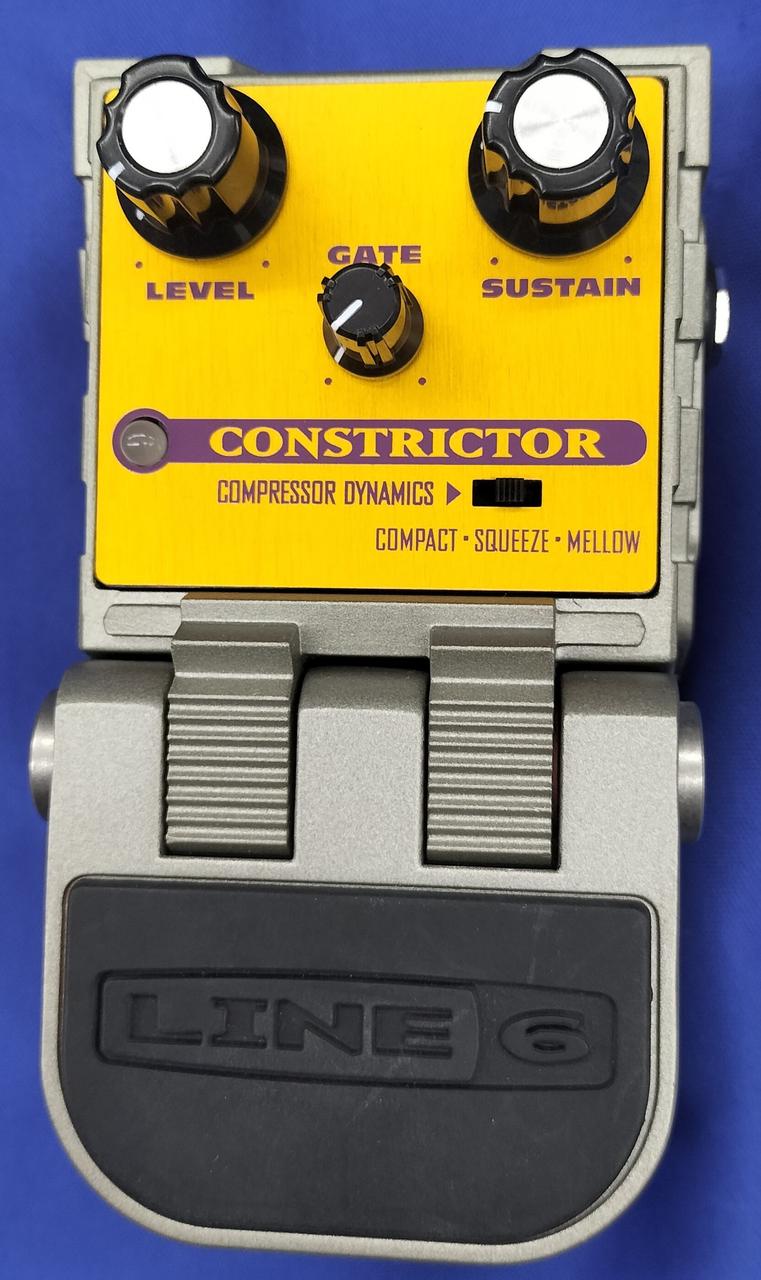 GATE
LEVEL
SUSTAIN
CONSTRICTOR
COMPRESSOR DYNAMICS ▶
COMPACT · SQUEEZE · MELLOW
LINE 6